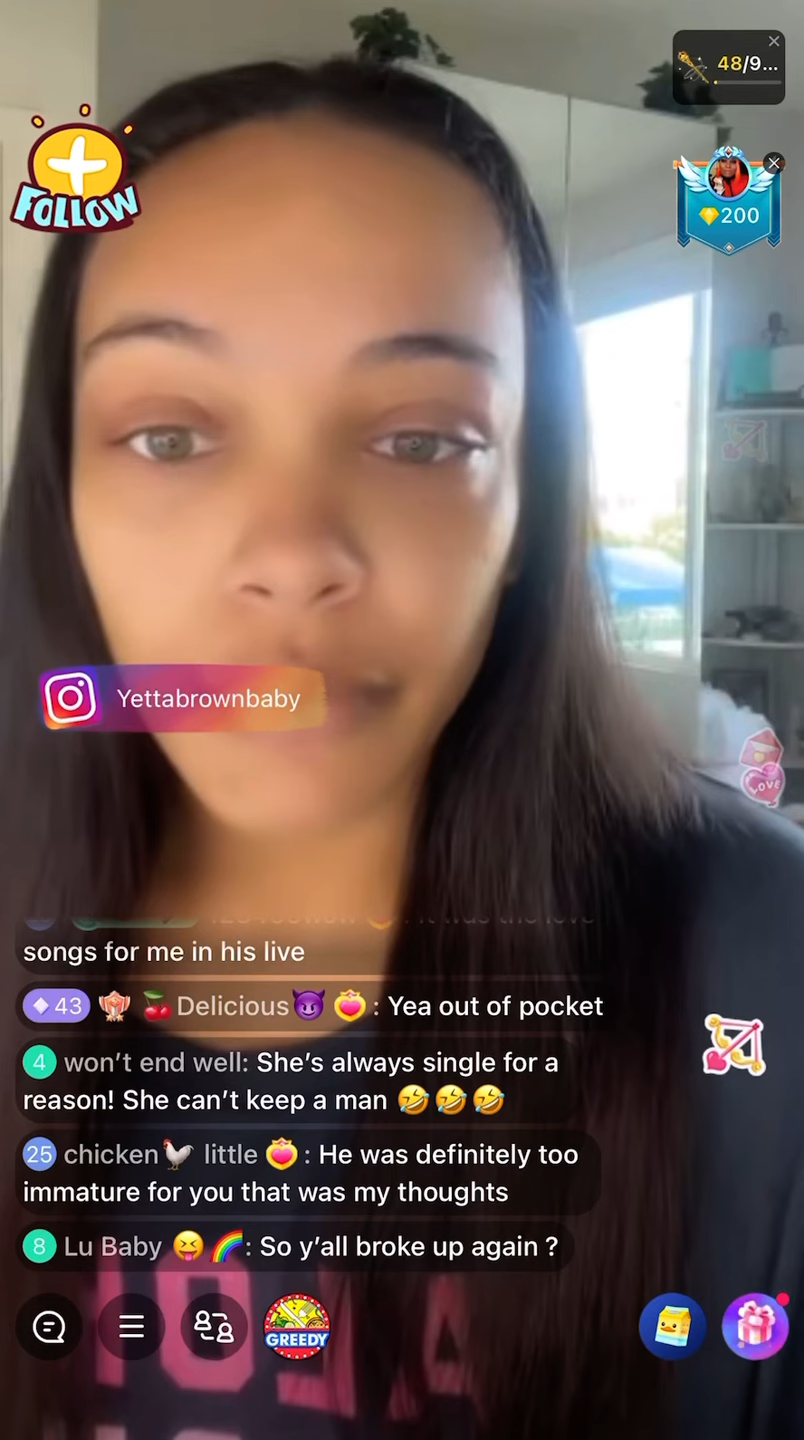 48/9...
FOLLOW
200
Yettabrownbaby
songs for me in his live
43 🍒Delicious😈 : Yea out of pocket
4 won’t end well: She’s always single for a
reason! She can’t keep a man 🤣🤣🤣
25 chicken🐓 little : He was definitely too
immature for you that was my thoughts
8 Lu Baby 😝🌈: So y’all broke up again ?
GREEDY
LOVE